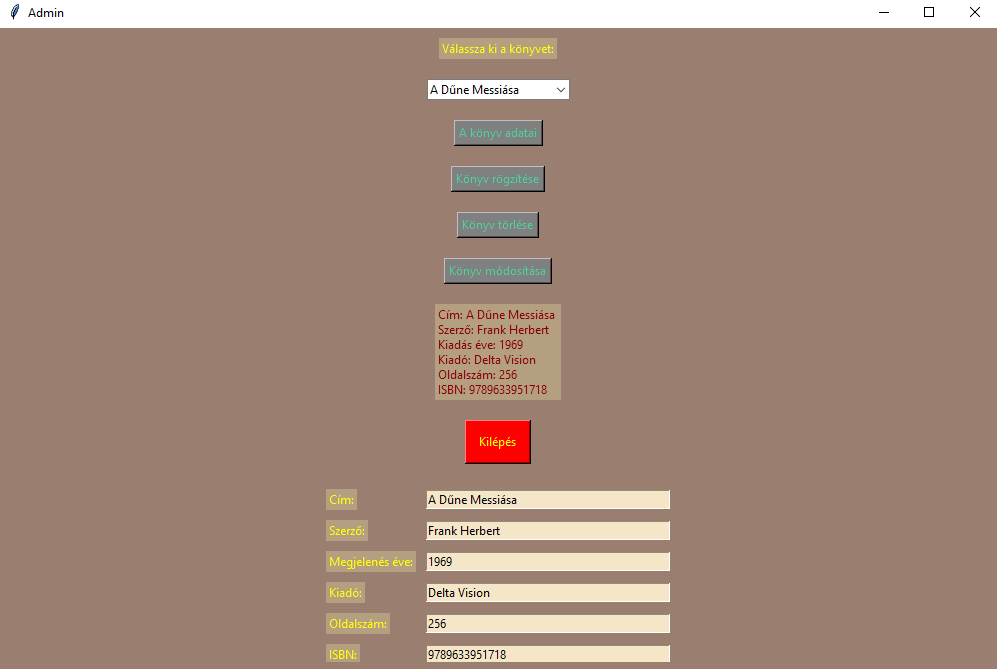 Admin
Válassza ki a könyvet:
A Dűne Messiása
A könyv adatai
Könyv rögzítése
Könyv törlése
Könyv módosítása
Cím: A Dűne Messiása
Szerző: Frank Herbert
Kiadás éve: 1969
Kiadó: Delta Vision
Oldalszám: 256
ISBN: 9789633951718
Kilépés
Cím: A Dűne Messiása
Szerző: Frank Herbert
Megjelenés éve: 1969
Kiadó: Delta Vision
Oldalszám: 256
ISBN: 9789633951718